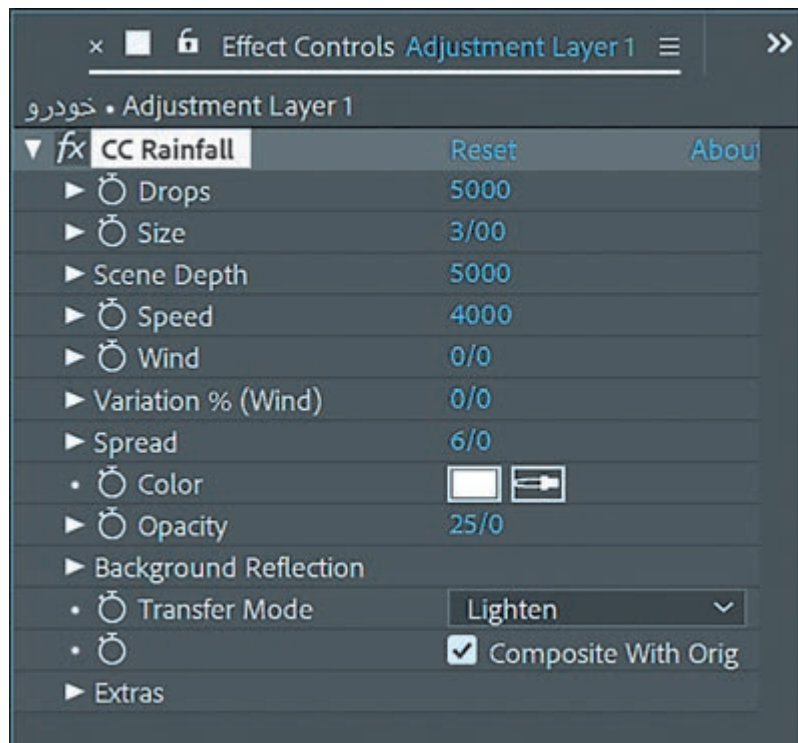 × Effect Controls Adjustment Layer 1 ≡ »
خودرو • Adjustment Layer 1
fx CC Rainfall Reset Abou
Drops 5000
Size 3/00
Scene Depth 5000
Speed 4000
Wind 0/0
Variation % (Wind) 0/0
Spread 6/0
Color
Opacity 25/0
Background Reflection
Transfer Mode Lighten
Composite With Orig
Extras